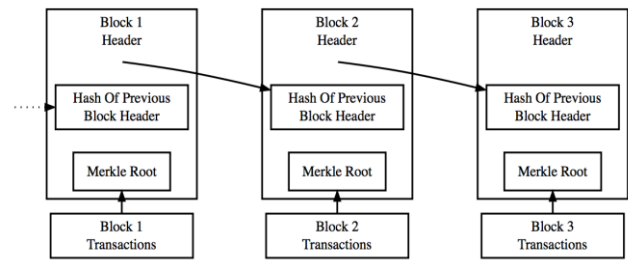 Block 1
Header
Hash Of Previous
Block Header
Merkle Root
Block 1
Transactions
Block 2
Header
Hash Of Previous
Block Header
Merkle Root
Block 2
Transactions
Block 3
Header
Hash Of Previous
Block Header
Merkle Root
Block 3
Transactions